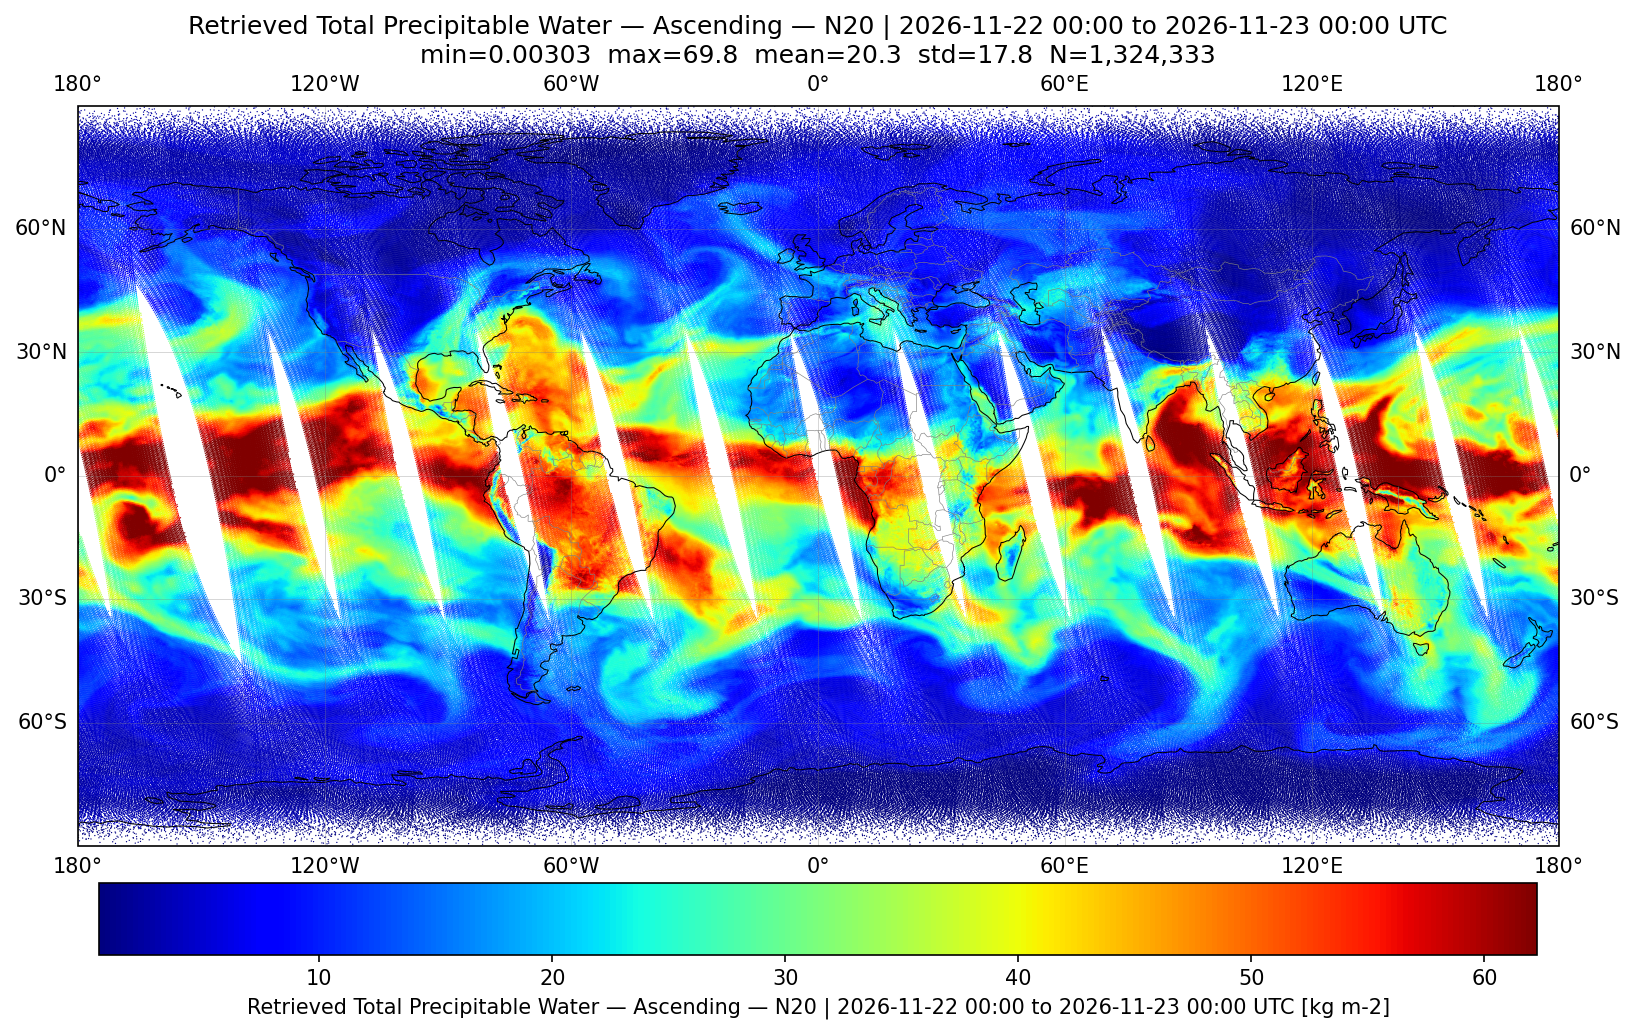 Retrieved Total Precipitable Water — Ascending — N20 | 2026-11-22 00:00 to 2026-11-23 00:00 UTC
min=0.00303 max=69.8 mean=20.3 std=17.8 N=1,324,333
180° 120°W 60°W 0° 60°E 120°E 180°
60°N 60°N
30°N 30°N
0° 0°
30°S 30°S
60°S 60°S
180° 120°W 60°W 0° 60°E 120°E 180°
10 20 30 40 50 60
Retrieved Total Precipitable Water — Ascending — N20 | 2026-11-22 00:00 to 2026-11-23 00:00 UTC [kg m-2]